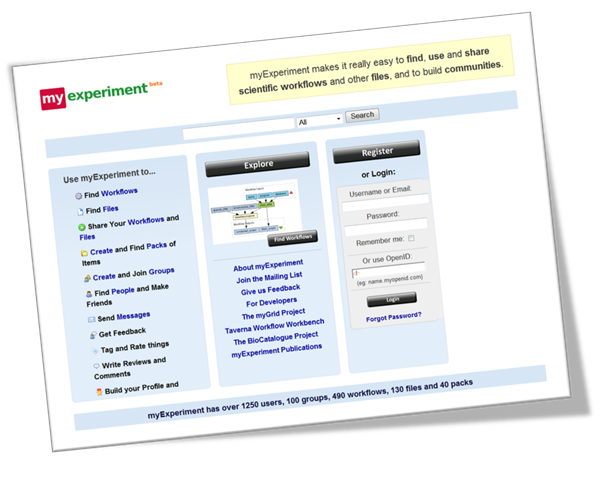 my experiment beta
myExperiment makes it really easy to find, use and share
scientific workflows and other files, and to build communities.
All
Search
Use myExperiment to...
Find Workflows
Find Files
Share Your Workflows and
Files
Create and Find Packs of
Items
Create and Join Groups
Find People and Make
Friends
Send Messages
Get Feedback
Tag and Rate things
Write Reviews and
Comments
Build your Profile and
Explore
Find Workflows
About myExperiment
Join the Mailing List
Give us Feedback
For Developers
The myGrid Project
Taverna Workflow Workbench
The BioCatalogue Project
myExperiment Publications
Register
or Login:
Username or Email:
Password:
Remember me:
Or use OpenID:
(eg. name.myopenid.com)
Login
Forgot Password?
myExperiment has over 1250 users, 100 groups, 490 workflows, 130 files and 40 packs